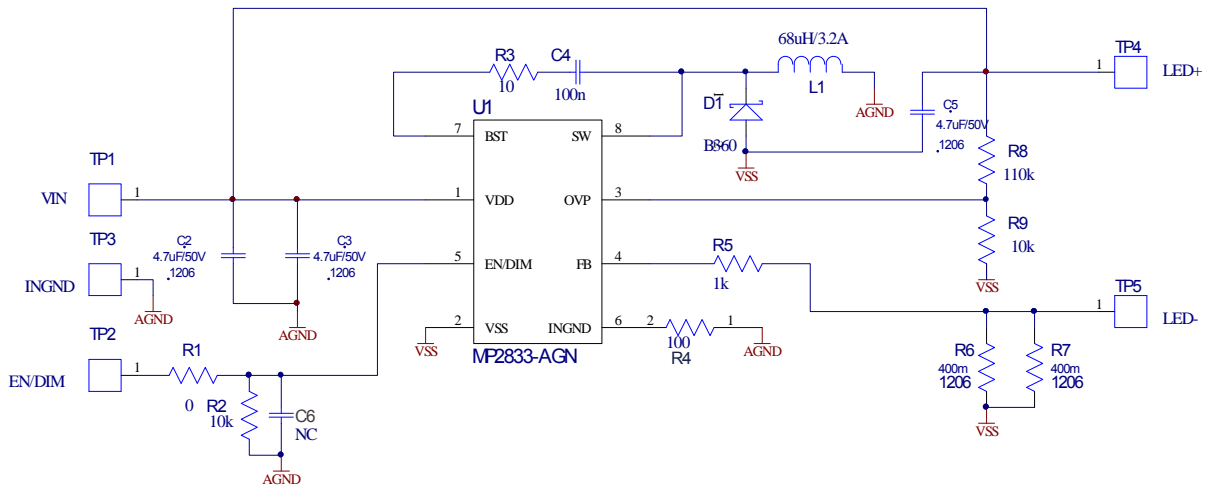 68uH/3.2A
TP4
1
LED+
R3
10
C4
100n
L1
AGND
C5
4.7uF/50V
.1206
D1
1
B860
VSS
U1
7
BST
SW
8
R8
110k
TP1
VIN
1
1
VDD
OVP
3
TP3
INGND
1
AGND
C2
4.7uF/50V
.1206
C3
4.7uF/50V
.1206
AGND
5
EN/DIM
FB
4
R5
1k
R9
10k
VSS
TP5
1
LED-
2
VSS
VSS
INGND
6
2
1
100
R4
AGND
MP2833-AGN
TP2
EN/DIM
1
R1
0
R2
10k
C6
NC
AGND
R6
400m
1206
R7
400m
1206
VSS